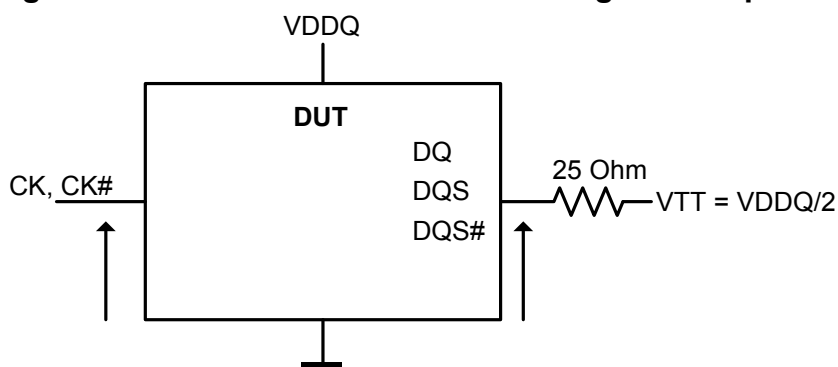 VDDQ
DUT
DQ
CK, CK#
DQS
DQS#
25 Ohm
VTT = VDDQ/2